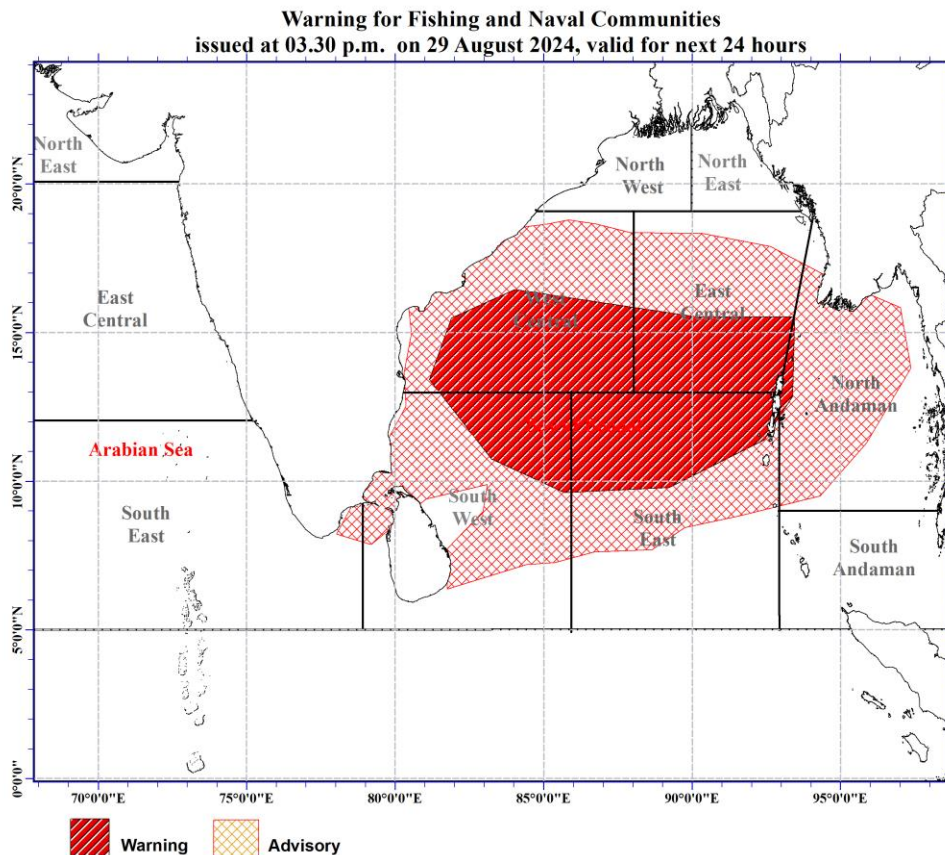 Warning for Fishing and Naval Communities
issued at 03.30 p.m. on 29 August 2024, valid for next 24 hours
North
East
North
West
North
East
20°0'0"N
East
Central
West
Central
East
Central
15°0'0"N
North
Andaman
Arabian Sea
10°0'0"N
South
East
South
West
South
East
South
Andaman
5°0'0"N
0°0'0"
70°0'0"E
75°0'0"E
80°0'0"E
85°0'0"E
90°0'0"E
95°0'0"E
Warning
Advisory